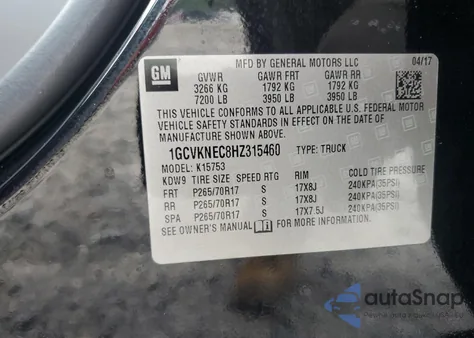 MFD BY GENERAL MOTORS LLC 04/17
GM GVWR GAWR FRT GAWR RR
3266 KG 1792 KG 1792 KG
7200 LB 3950 LB 3950 LB
THIS VEHICLE CONFORMS TO ALL APPLICABLE U.S. FEDERAL MOTOR
VEHICLE SAFETY, BUMPER, AND THEFT PREVENTION
STANDARDS IN EFFECT ON THE DATE OF
MANUFACTURE SHOWN ABOVE.
1GCVKNEC8HZ315460 TYPE: TRUCK
MODEL: K15753
KDW9 TIRE SIZE SPEED RTG RIM COLD TIRE PRESSURE
FRT P265/70R17 S 17X8J 240KPA(35PSI)
RR P265/70R17 S 17X8J 240KPA(35PSI)
SPA P265/70R17 S 17X7.5J 240KPA(35PSI)
SEE OWNER'S MANUAL FOR MORE INFORMATION.
autoSnap